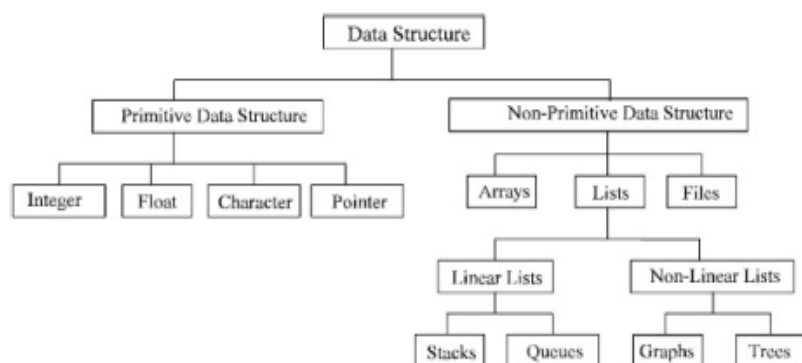 Data Structure
Primitive Data Structure
Non-Primitive Data Structure
Integer
Float
Character
Pointer
Arrays
Lists
Files
Linear Lists
Non-Linear Lists
Stacks
Queues
Graphs
Trees